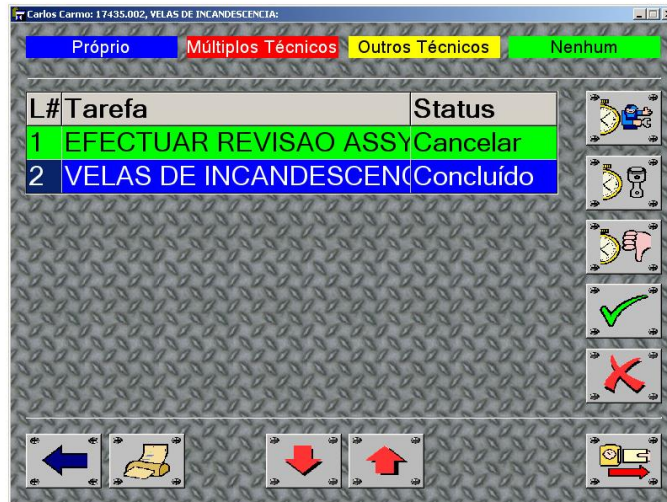 Carlos Carmo: 17435.002, VELAS DE INCANDESCENCIA:
Próprio Múltiplos Técnicos Outros Técnicos Nenhum
L# Tarefa Status
1 EFECTUAR REVISAO ASSY Cancelar
2 VELAS DE INCANDESCENC Concluído